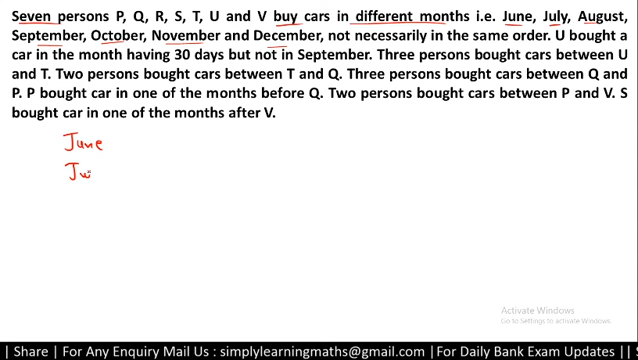 Seven persons P, Q, R, S, T, U and V buy cars in different months i.e. June, July, August,
September, October, November and December, not necessarily in the same order. U bought a
car in the month having 30 days but not in September. Three persons bought cars between U
and T. Two persons bought cars between T and Q. Three persons bought cars between Q and
P. P bought car in one of the months before Q. Two persons bought cars between P and V. S
bought car in one of the months after V.
June
Ju
Activate Windows
Go to Settings to activate Windows.
| Share | For Any Enquiry Mail Us : simplylearningmaths@gmail.com |For Daily Bank Exam Updates ||